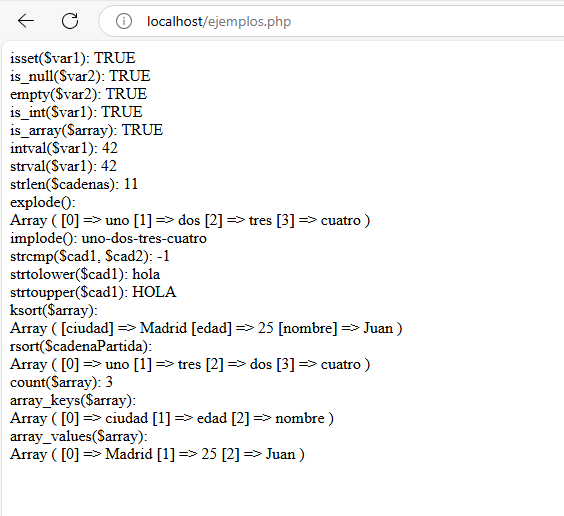 localhost/ejemplos.php
isset($var1): TRUE
is_null($var2): TRUE
empty($var2): TRUE
is_int($var1): TRUE
is_array($array): TRUE
intval($var1): 42
strval($var1): 42
strlen($cadenas): 11
explode():
Array ( [0] => uno [1] => dos [2] => tres [3] => cuatro )
implode(): uno-dos-tres-cuatro
strcmp($cad1, $cad2): -1
strtolower($cad1): hola
strtoupper($cad1): HOLA
ksort($array):
Array ( [ciudad] => Madrid [edad] => 25 [nombre] => Juan )
rsort($cadenaPartida):
Array ( [0] => uno [1] => tres [2] => dos [3] => cuatro )
count($array): 3
array_keys($array):
Array ( [0] => ciudad [1] => edad [2] => nombre )
array_values($array):
Array ( [0] => Madrid [1] => 25 [2] => Juan )